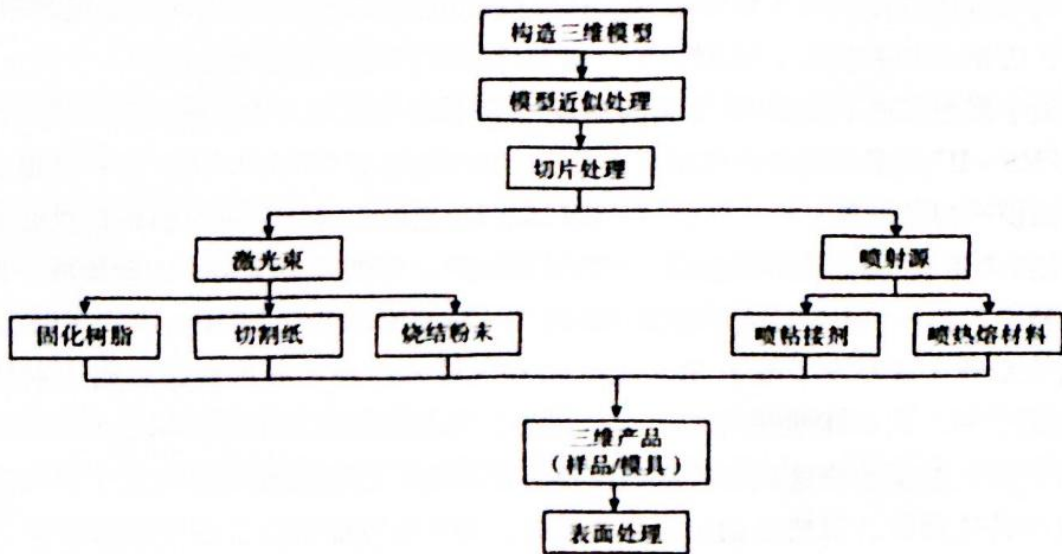 构造三维模型
模型近似处理
切片处理
激光束
喷射源
固化树脂
切割纸
烧结粉末
喷粘接剂
喷热熔材料
三维产品
（样品/模具）
表面处理